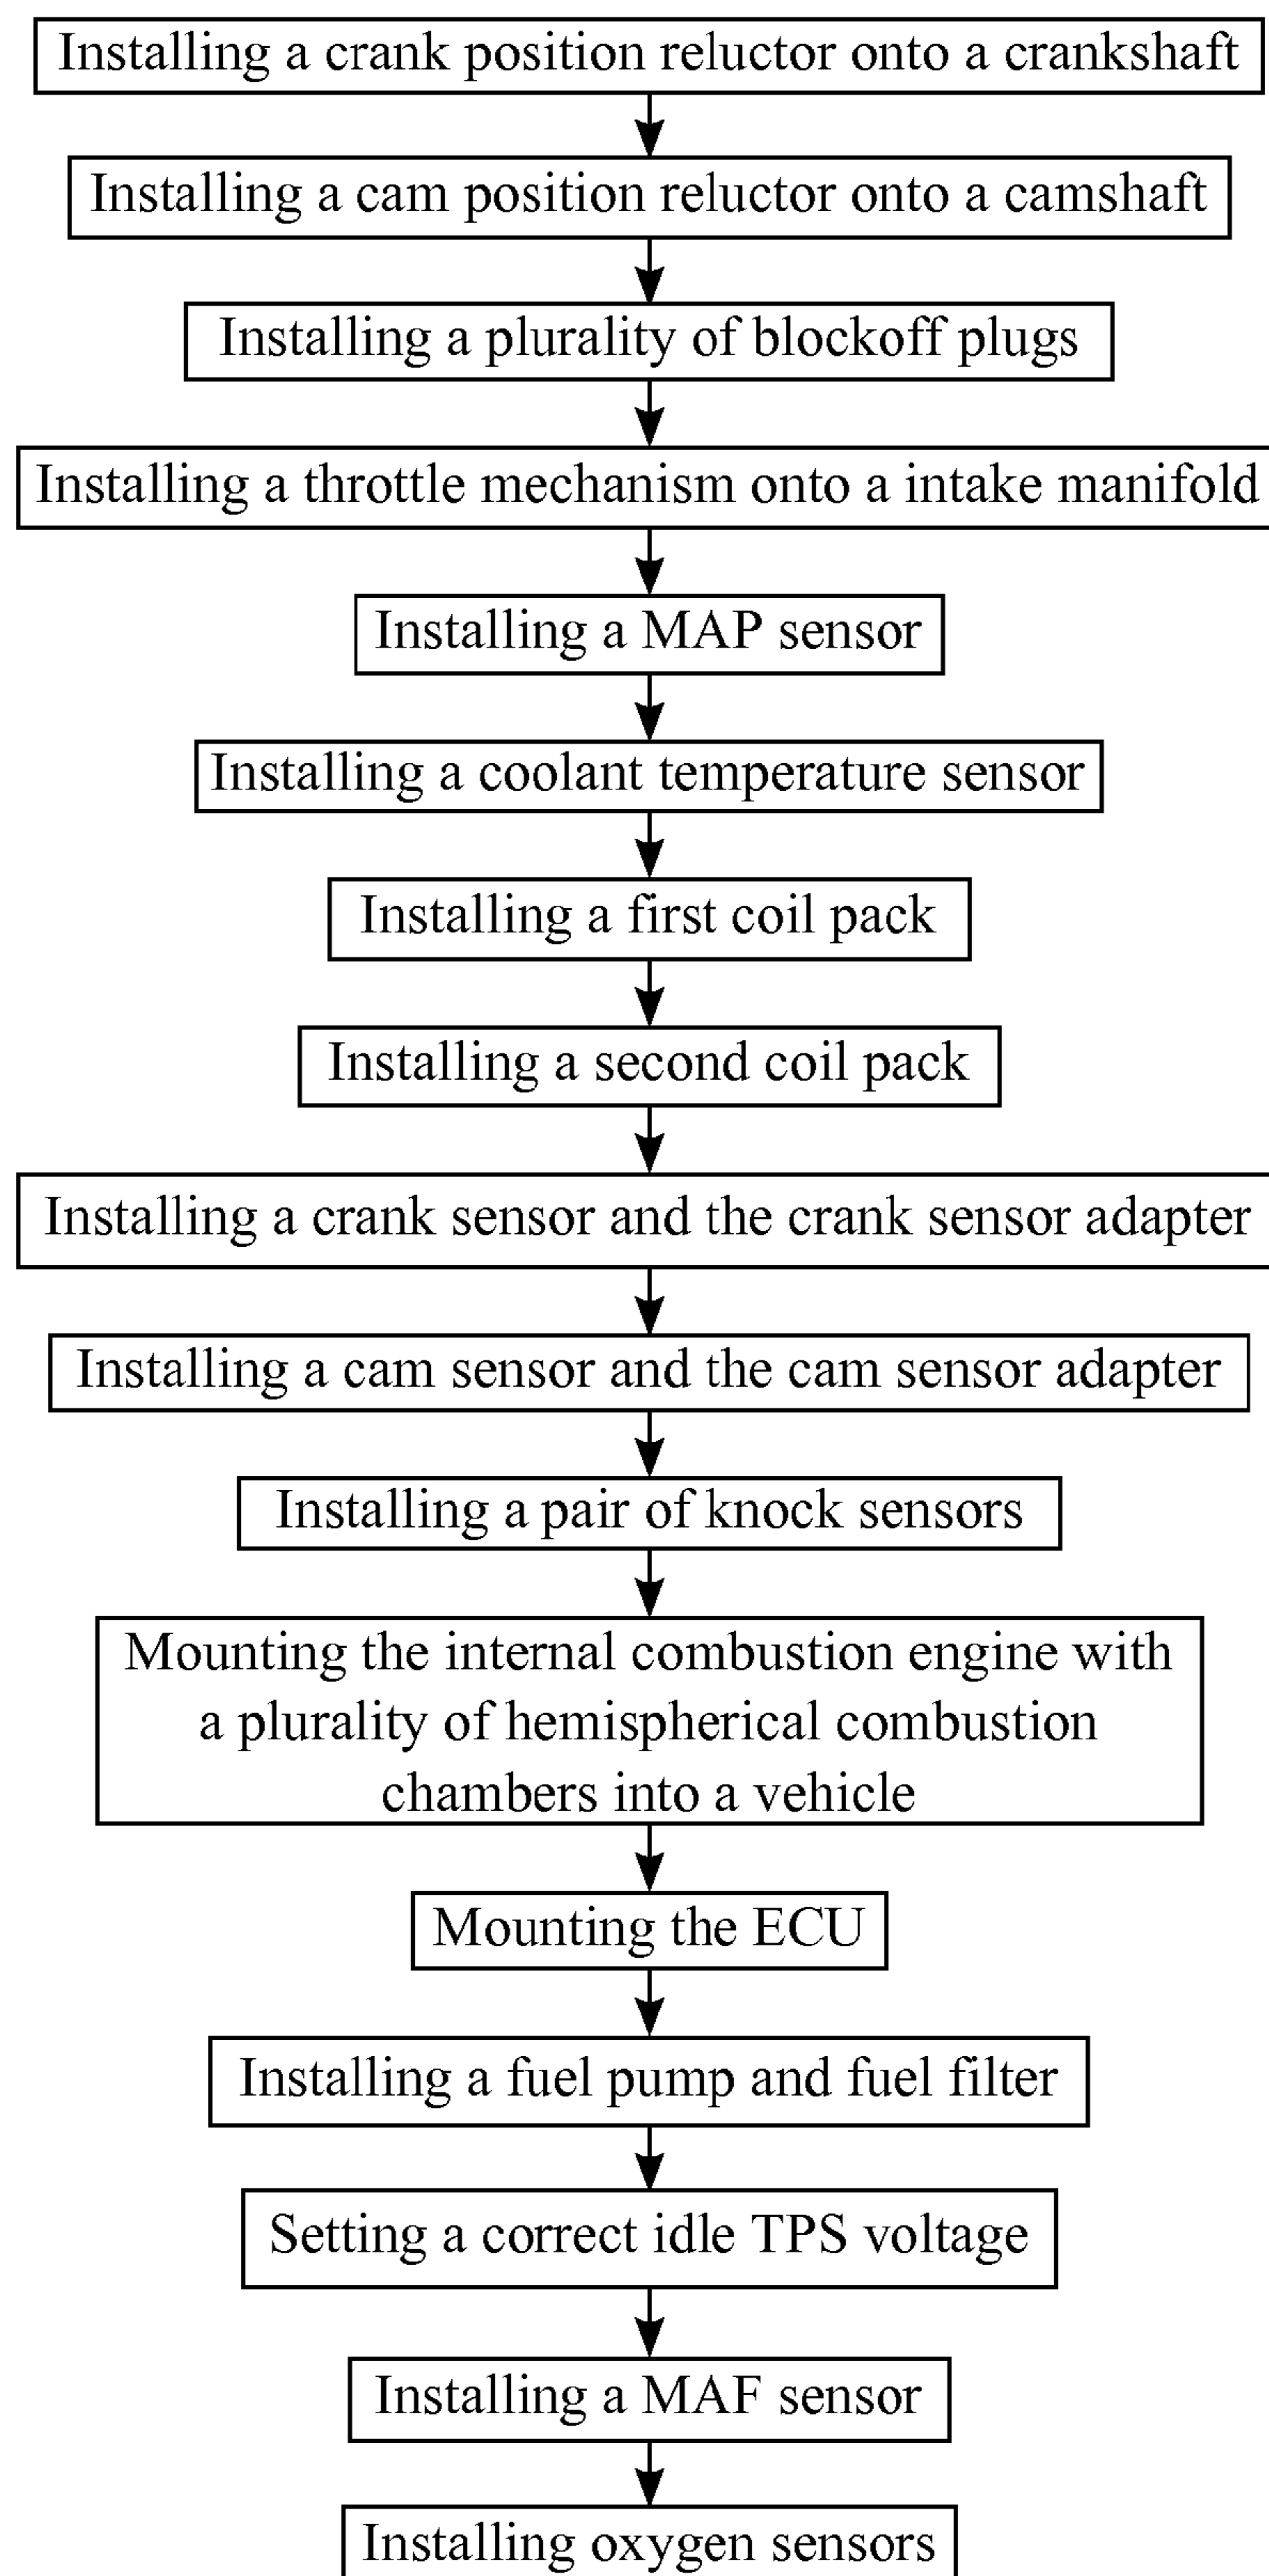 Installing a crank position reluctor onto a crankshaft
Installing a cam position reluctor onto a camshaft
Installing a plurality of blockoff plugs
Installing a throttle mechanism onto a intake manifold
Installing a MAP sensor
Installing a coolant temperature sensor
Installing a first coil pack
Installing a second coil pack
Installing a crank sensor and the crank sensor adapter
Installing a cam sensor and the cam sensor adapter
Installing a pair of knock sensors
Mounting the internal combustion engine with
a plurality of hemispherical combustion
chambers into a vehicle
Mounting the ECU
Installing a fuel pump and fuel filter
Setting a correct idle TPS voltage
Installing a MAF sensor
Installing oxygen sensors